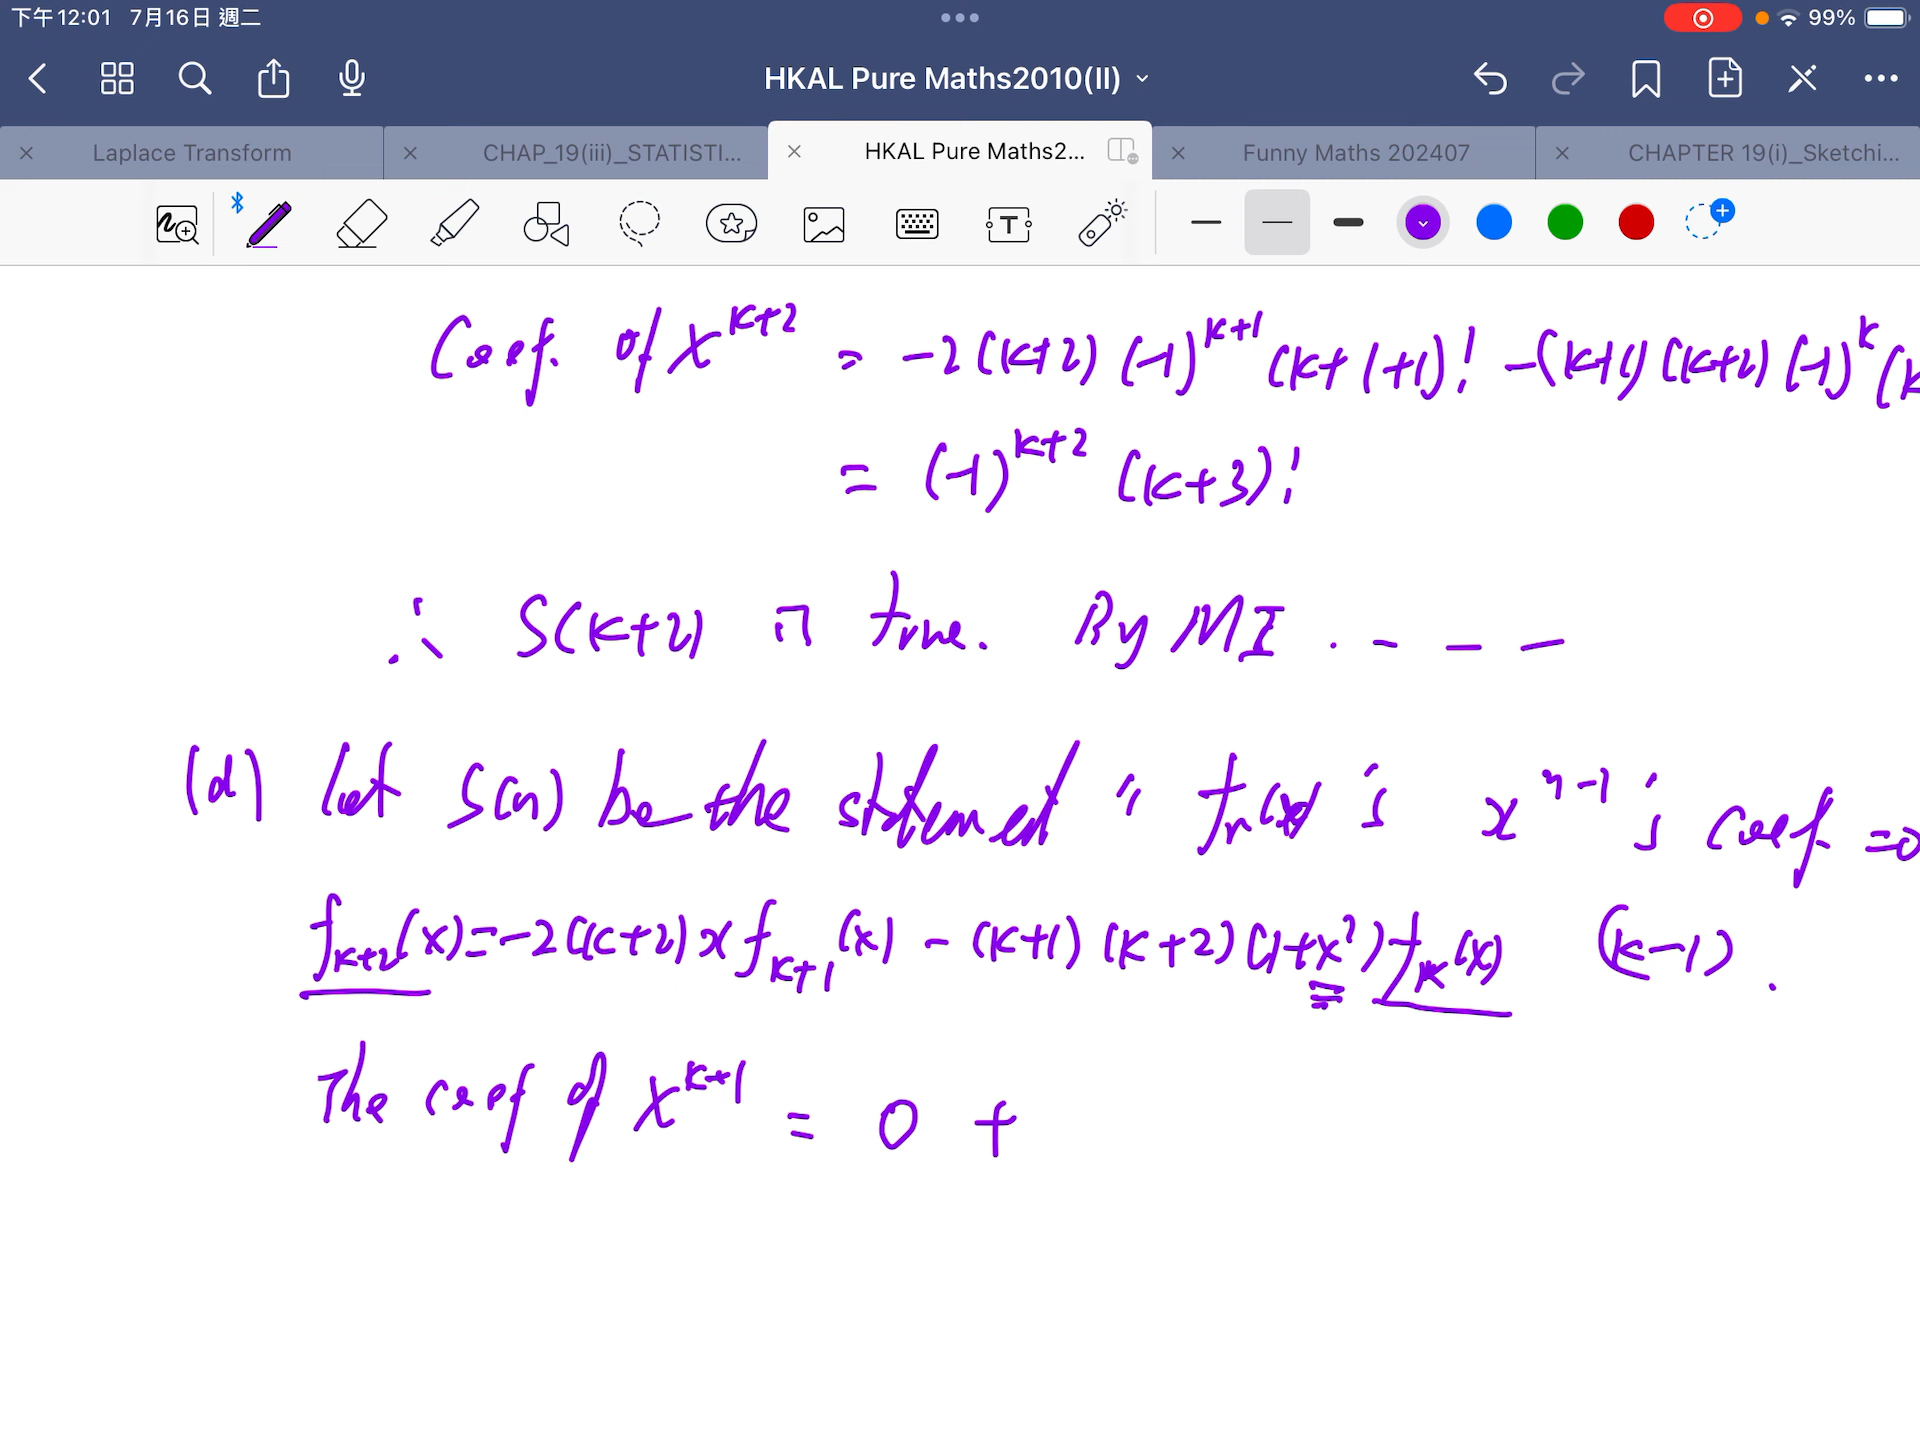 下午12:01 7月16日 週二 99%
HKAL Pure Maths2010(II)
Laplace Transform
CHAP_19(iii)_STATISTI...
HKAL Pure Maths2...
Funny Maths 202407
CHAPTER 19(i)_Sketchi...
T
Coef. of x^{k+2} = -2(k+2)(-1)^{k+1}(k+1+1)! -(k+1)(k+2)(-1)^k(k
= (-1)^{k+2} (k+3)!
∴ S(k+2) is true. By MI . - - -
(d) let S(n) be the statement " f_n(x)'s x^{n-1}'s coef. =0
f_{k+2}(x)=-2(k+2)x f_{k+1}(x) - (k+1)(k+2)(1+x^2)f_k(x) (k-1).
The coef of x^{k+1} = 0 +